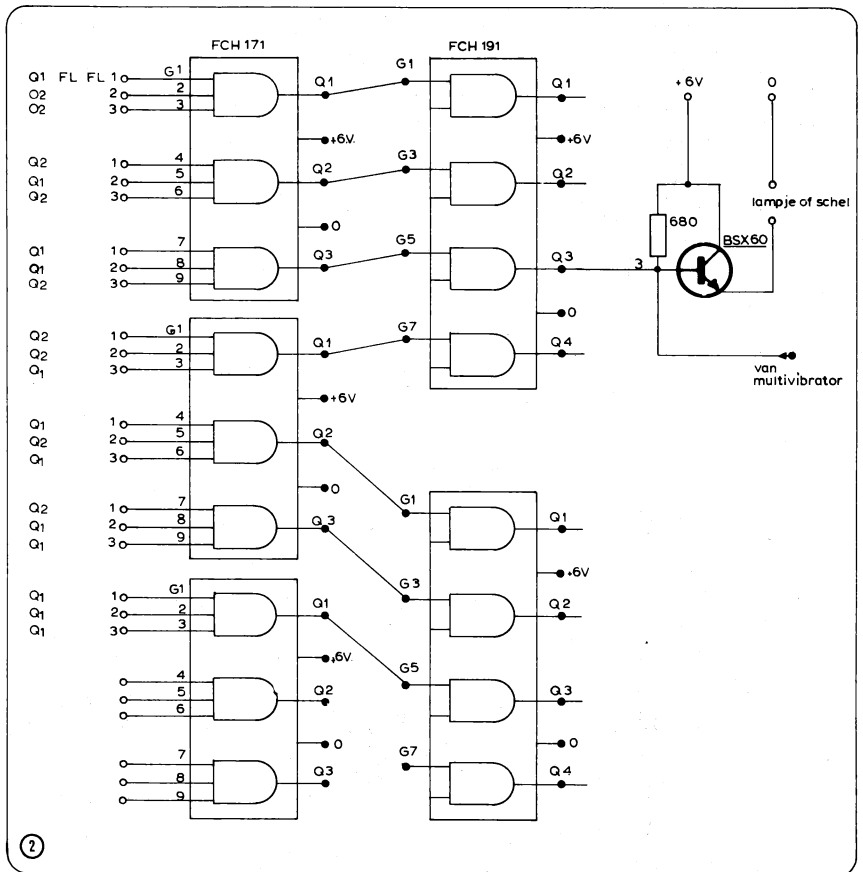 FCH 171
FCH 191
Q1 FL FL 1 G1 Q1 G1 Q1
O2 2 2
O2 3 3
+6V. +6V
Q2 1 4 Q2 G3 Q2
Q1 2 5
Q2 3 6
0
Q1 1 7 Q3 G5 Q3
Q1 2 8
Q2 3 9
0
Q2 1 G1 Q1 G7 Q4
Q2 2 2
Q1 3 3
+6V
Q1 1 4 Q2
Q2 2 5
Q1 3 6
0
Q2 1 7 Q3 G1 Q1
Q1 2 8
Q1 3 9
+6V
Q1 1 G1 Q1 G3 Q2
Q1 2 2
Q1 3 3
+6V.
4 Q2 G5 Q3
5
6
0 0
7 Q3 G7 Q4
8
9
+6V 0
680
lampje of schel
BSX60
3
van
multivibrator
2